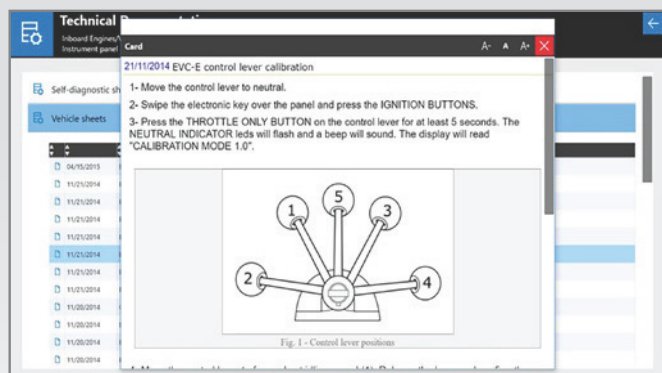 Technical
Inboard Engines/
Instrument panel
Card
A- A A+
21/11/2014 EVC-E control lever calibration
1- Move the control lever to neutral.
2- Swipe the electronic key over the panel and press the IGNITION BUTTONS.
3- Press the THROTTLE ONLY BUTTON on the control lever for at least 5 seconds. The
NEUTRAL INDICATOR leds will flash and a beep will sound. The display will read
"CALIBRATION MODE 1.0".
5
1
3
2
4
Fig. 1 - Control lever positions
Self-diagnostic sh
Vehicle sheets
04/15/2015
11/21/2014
11/21/2014
11/21/2014
11/21/2014
11/21/2014
11/21/2014
11/21/2014
11/20/2014
11/20/2014
11/20/2014
11/20/2014